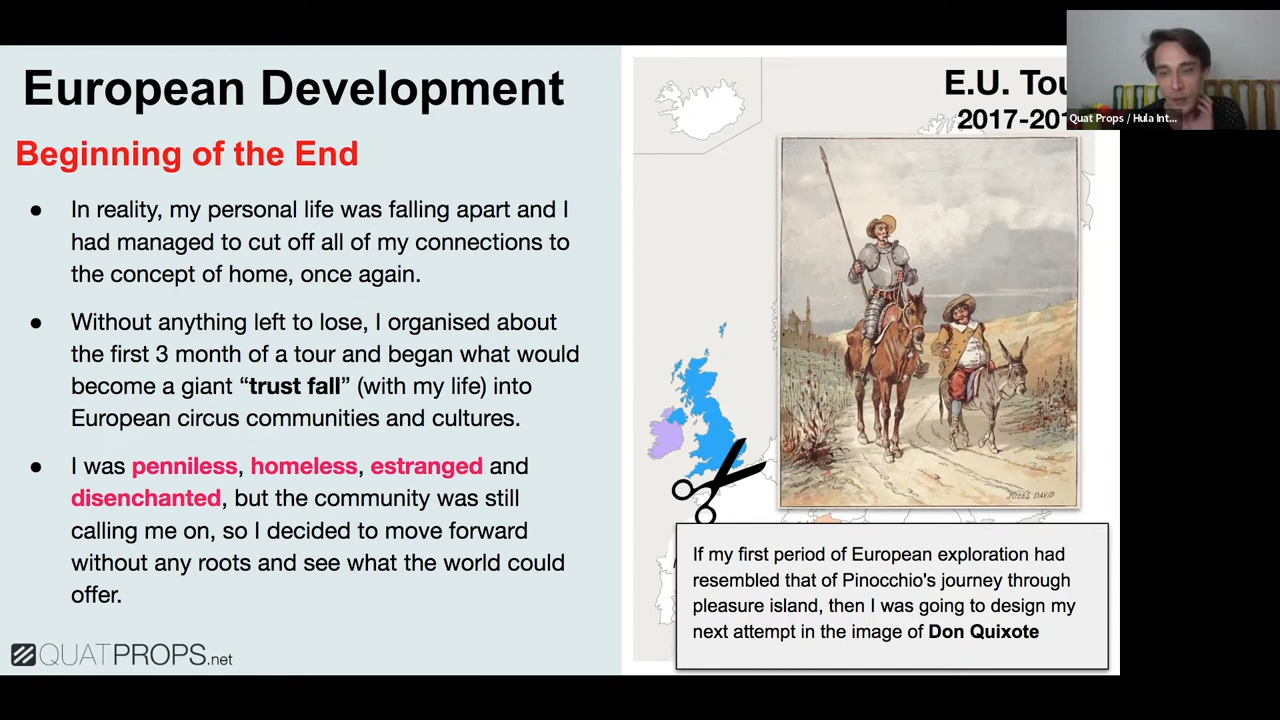 European Development
Beginning of the End
● In reality, my personal life was falling apart and I
had managed to cut off all of my connections to
the concept of home, once again.
● Without anything left to lose, I organised about
the first 3 month of a tour and began what would
become a giant “trust fall” (with my life) into
European circus communities and cultures.
● I was penniless, homeless, estranged and
disenchanted, but the community was still
calling me on, so I decided to move forward
without any roots and see what the world could
offer.
QUATPROPS.net
E.U. Tou
2017-201
Quat Props / Hula Int...
JULES DAVID
If my first period of European exploration had
resembled that of Pinocchio's journey through
pleasure island, then I was going to design my
next attempt in the image of Don Quixote